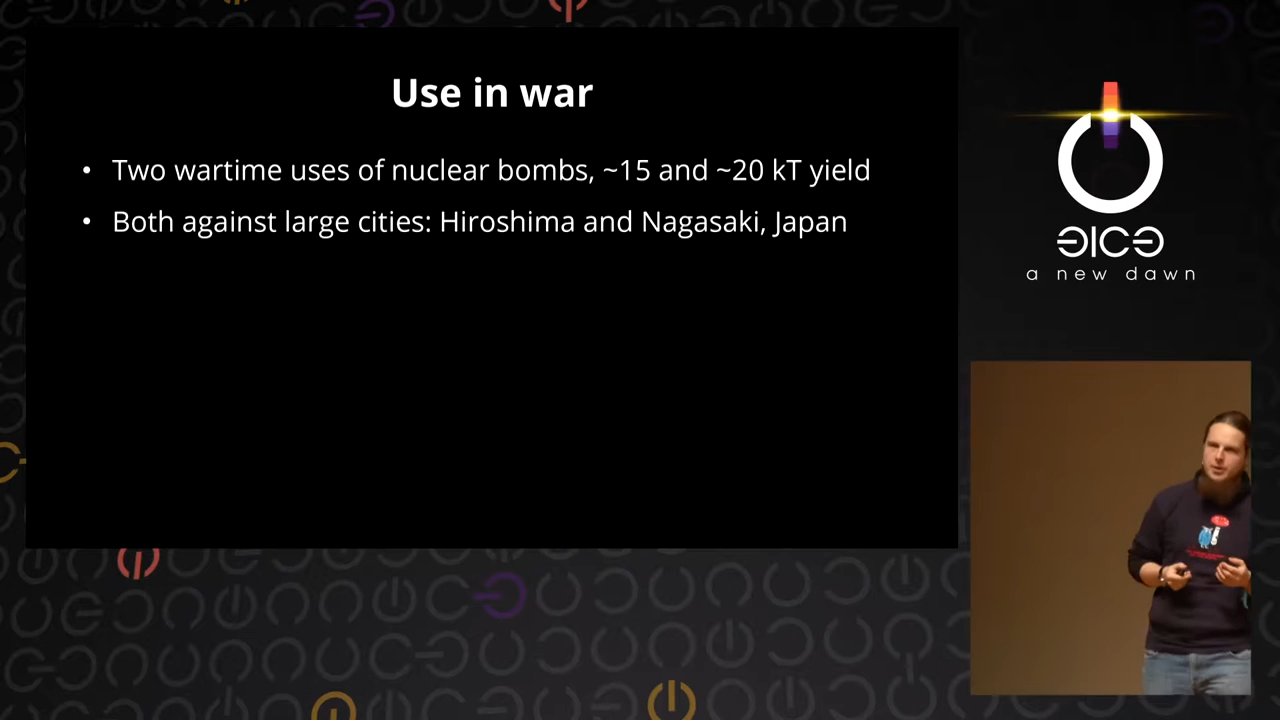 Use in war
• Two wartime uses of nuclear bombs, ~15 and ~20 kT yield
• Both against large cities: Hiroshima and Nagasaki, Japan
a new dawn